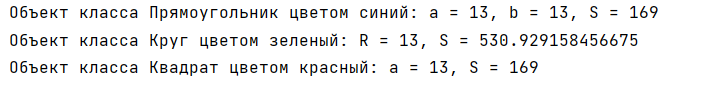 Объект класса Прямоугольник цветом синий: a = 13, b = 13, S = 169
Объект класса Круг цветом зеленый: R = 13, S = 530.929158456675
Объект класса Квадрат цветом красный: a = 13, S = 169